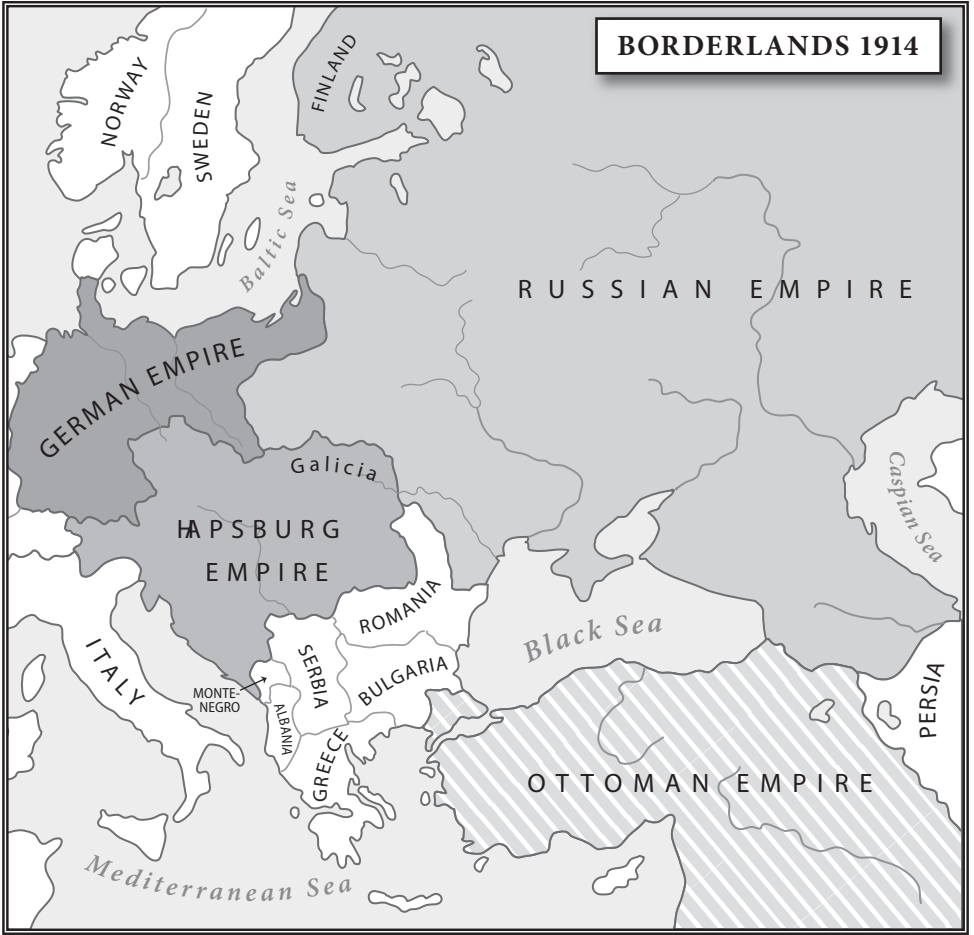 BORDERLANDS 1914
FINLAND
NORWAY
SWEDEN
Baltic Sea
RUSSIAN EMPIRE
GERMAN EMPIRE
Galicia
Caspian Sea
HAPSBURG
EMPIRE
ROMANIA
Black Sea
ITALY
SERBIA
BULGARIA
MONTE-
NEGRO
ALBANIA
PERSIA
GREECE
OTTOMAN EMPIRE
Mediterranean Sea